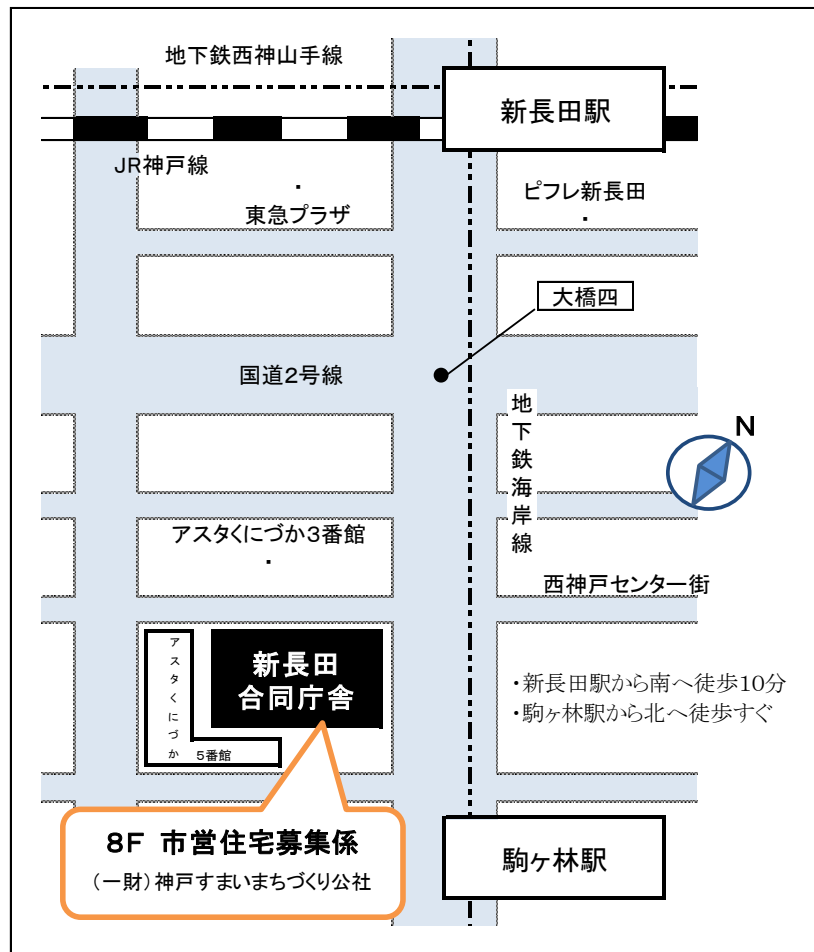 地下鉄西神山手線
新長田駅
JR神戸線
東急プラザ
ピフレ新長田
大橋四
国道2号線
地下鉄海岸線
N
アスタくにづか3番館
西神戸センター街
アスタくにづか
5番館
新長田
合同庁舎
・新長田駅から南へ徒歩10分
・駒ヶ林駅から北へ徒歩すぐ
8F 市営住宅募集係
(一財)神戸すまいまちづくり公社
駒ヶ林駅